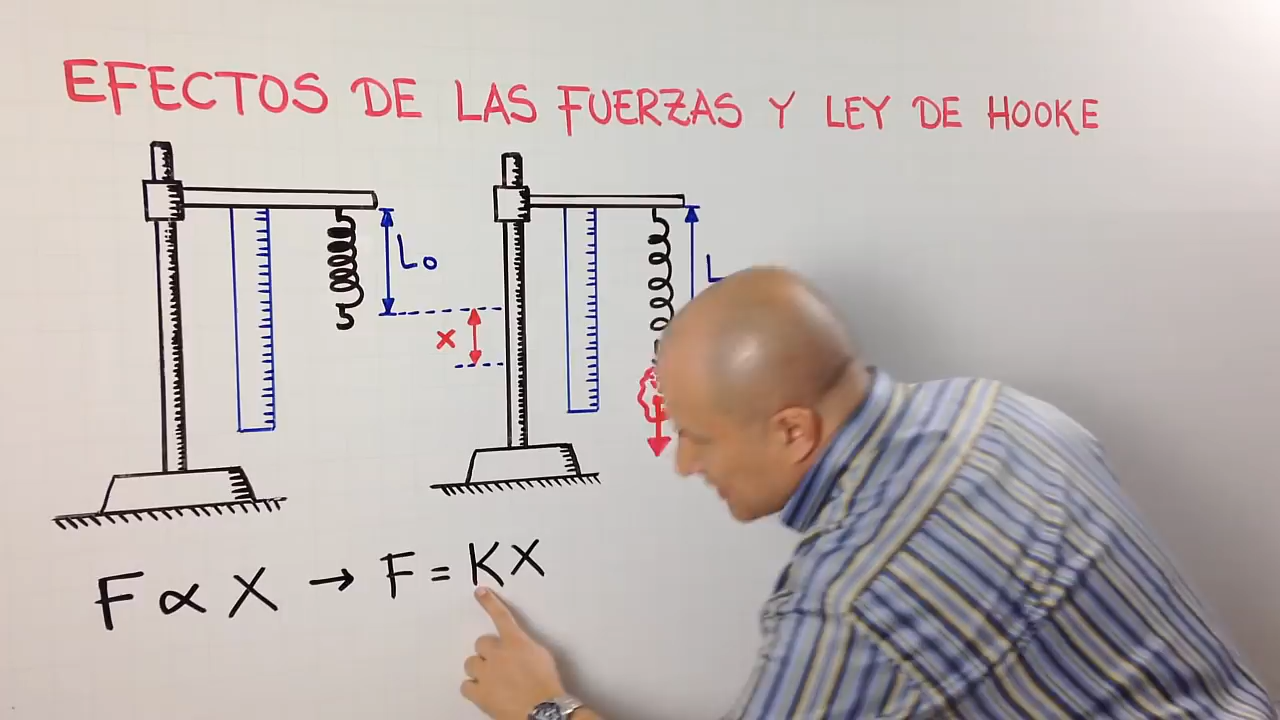 EFECTOS DE LAS FUERZAS Y LEY DE HOOKE
L₀
L
x
F ∝ X → F = KX